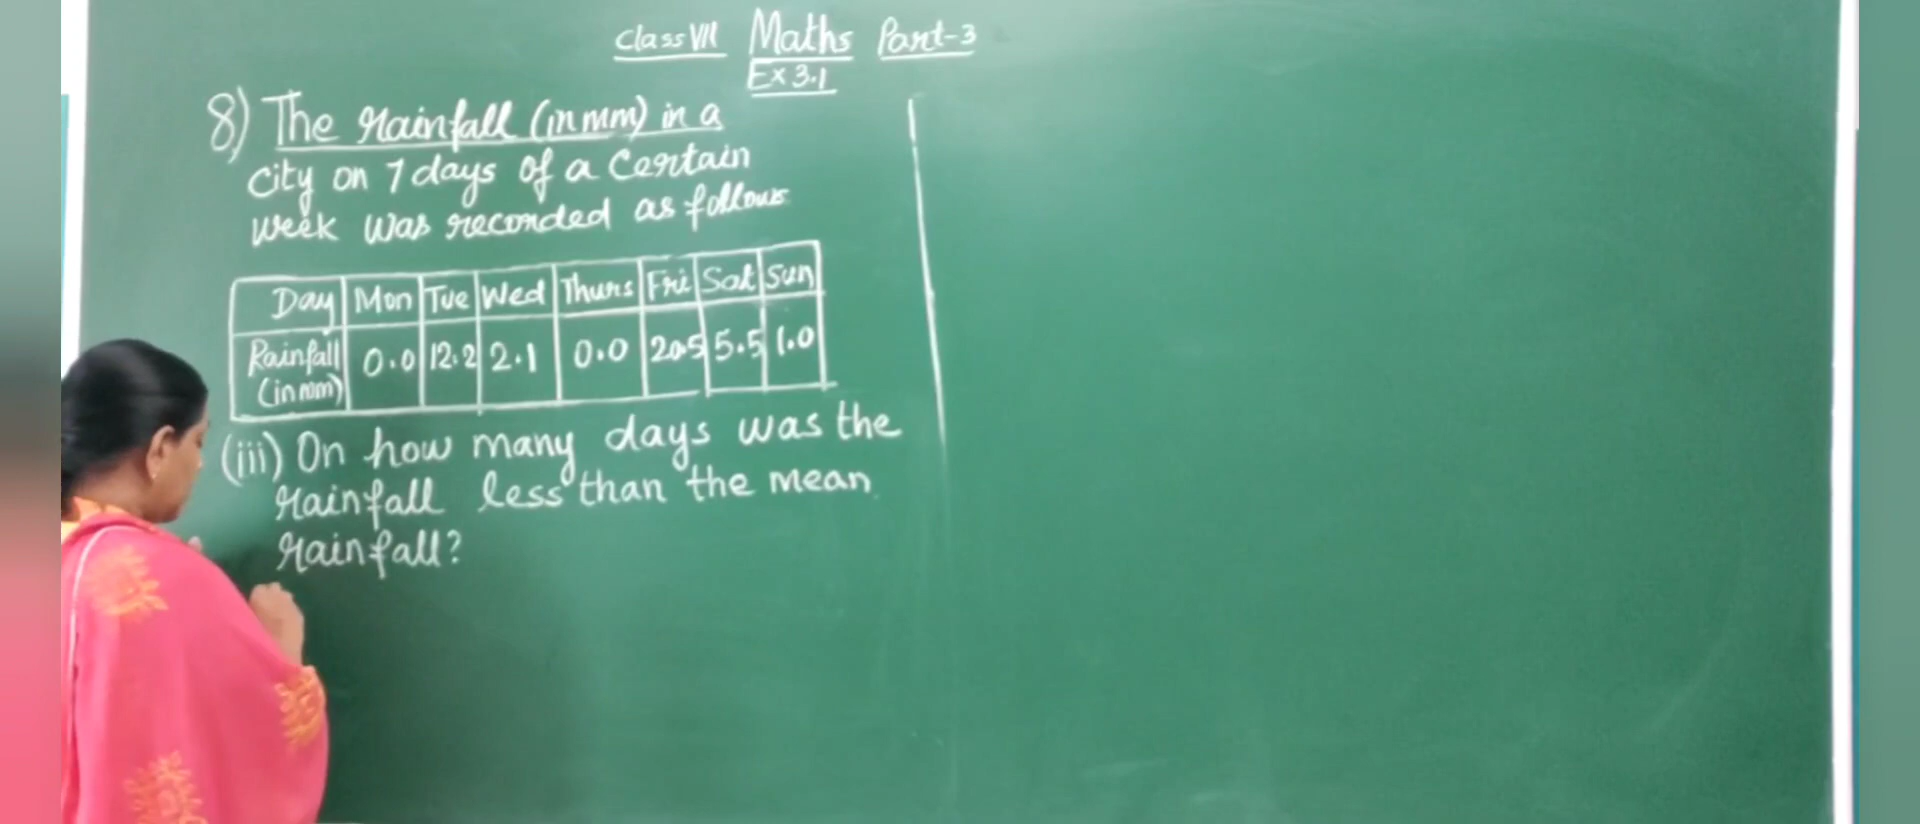 Class VII Maths Part-3
Ex 3.1
8) The rainfall (in mm) in a
city on 7 days of a Certain
week was recorded as follows
Day Mon Tue Wed Thurs Fri Sat Sun
Rainfall (in mm) 0.0 12.2 2.1 0.0 20.5 5.5 1.0
(iii) On how many days was the
rainfall less than the mean
rainfall?